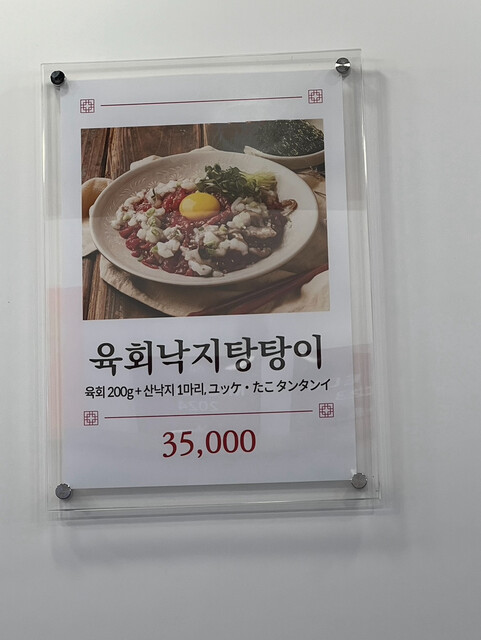 육회낙지탕탕이
육회 200g + 산낙지 1마리, ユッケ・たこ タンタンイ
35,000